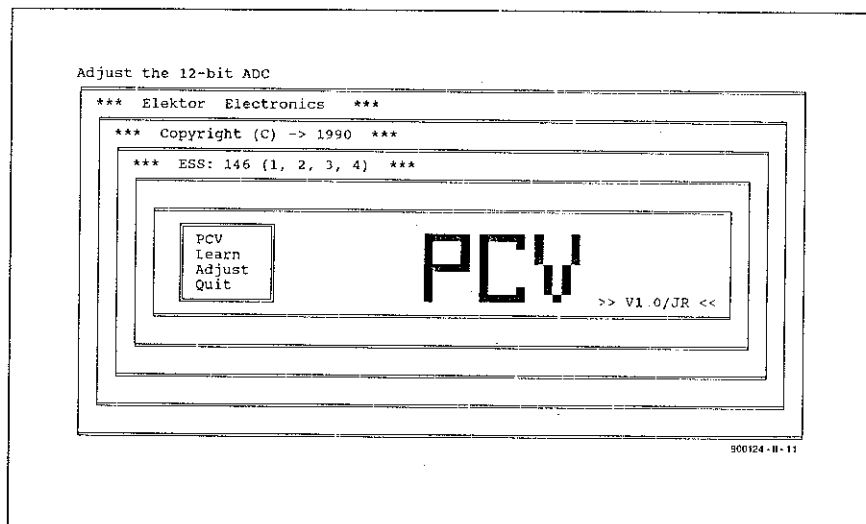 Adjust the 12-bit ADC
*** Elektor Electronics ***
*** Copyright (C) -> 1990 ***
*** ESS: 146 (1, 2, 3, 4) ***
PCV
Learn
Adjust
Quit
PCV
>> V1.0/JR <<
900124 - II - 11